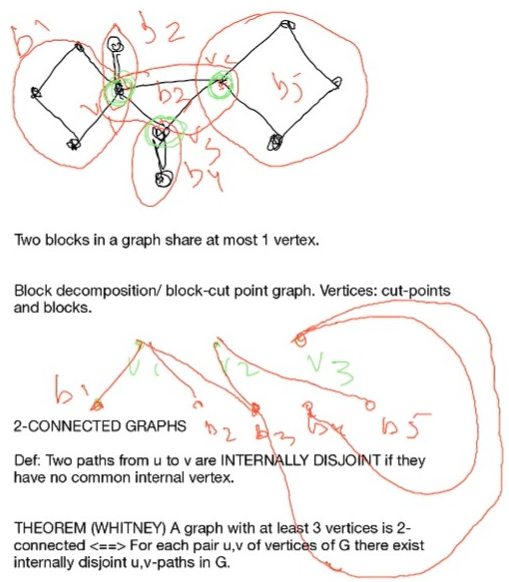 b1
b2
v2
b2
b5
v
v3
b4
Two blocks in a graph share at most 1 vertex.
Block decomposition/ block-cut point graph. Vertices: cut-points
and blocks.
v1
v2
v3
b1
b2
b3
b4
b5
2-CONNECTED GRAPHS
Def: Two paths from u to v are INTERNALLY DISJOINT if they
have no common internal vertex.
THEOREM (WHITNEY) A graph with at least 3 vertices is 2-
connected <==> For each pair u,v of vertices of G there exist
internally disjoint u,v-paths in G.